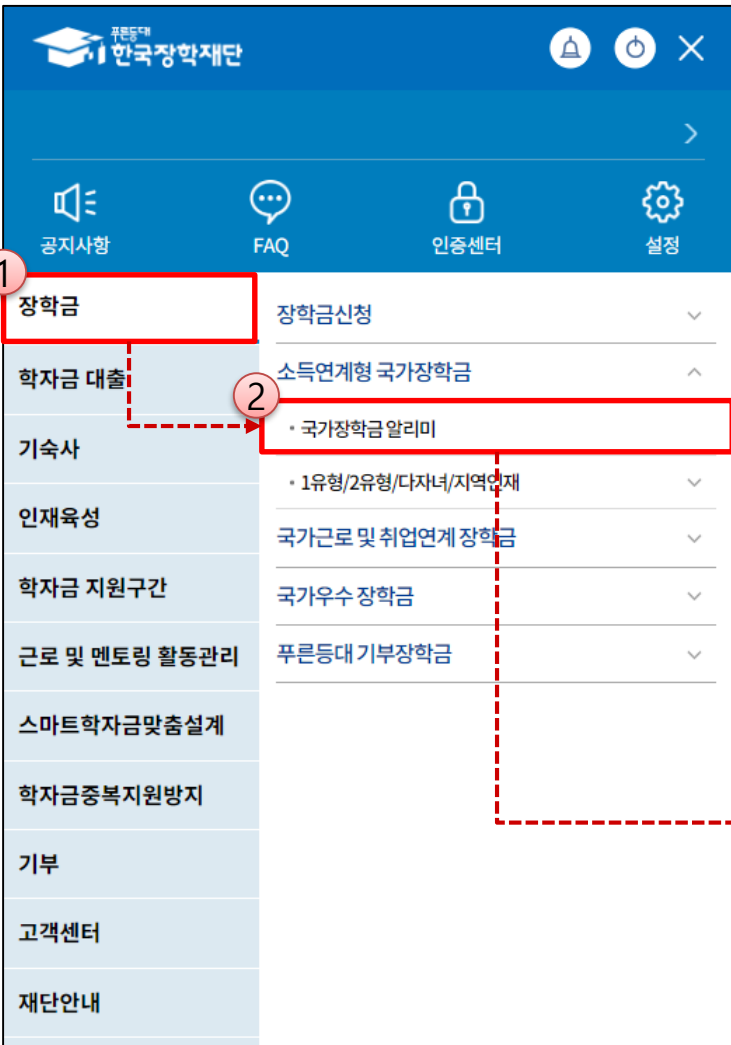 푸른등대
한국장학재단
공지사항
FAQ
인증센터
설정
1
장학금
학자금 대출
기숙사
인재육성
학자금 지원구간
근로 및 멘토링 활동관리
스마트학자금맞춤설계
학자금중복지원방지
기부
고객센터
재단안내
장학금신청
소득연계형 국가장학금
2
• 국가장학금알리미
• 1유형/2유형/다자녀/지역인재
국가근로 및 취업연계 장학금
국가우수 장학금
푸른등대 기부장학금